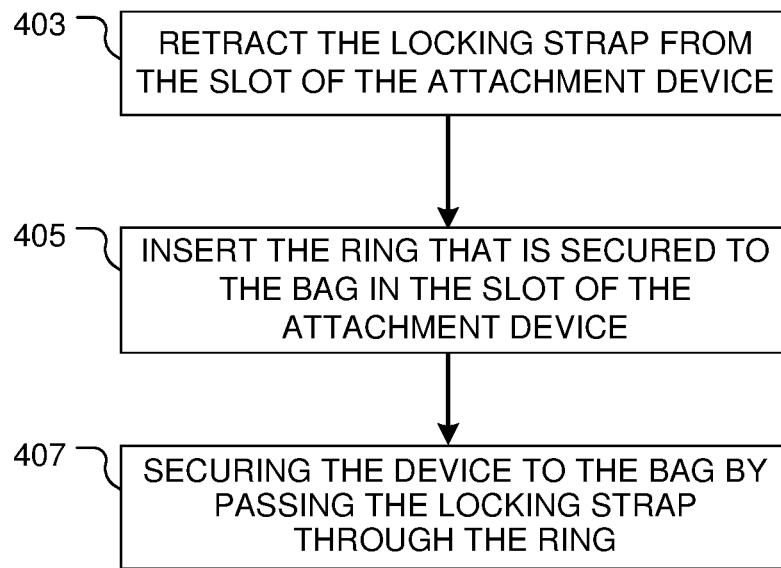 403
RETRACT THE LOCKING STRAP FROM
THE SLOT OF THE ATTACHMENT DEVICE
405
INSERT THE RING THAT IS SECURED TO
THE BAG IN THE SLOT OF THE
ATTACHMENT DEVICE
407
SECURING THE DEVICE TO THE BAG BY
PASSING THE LOCKING STRAP
THROUGH THE RING